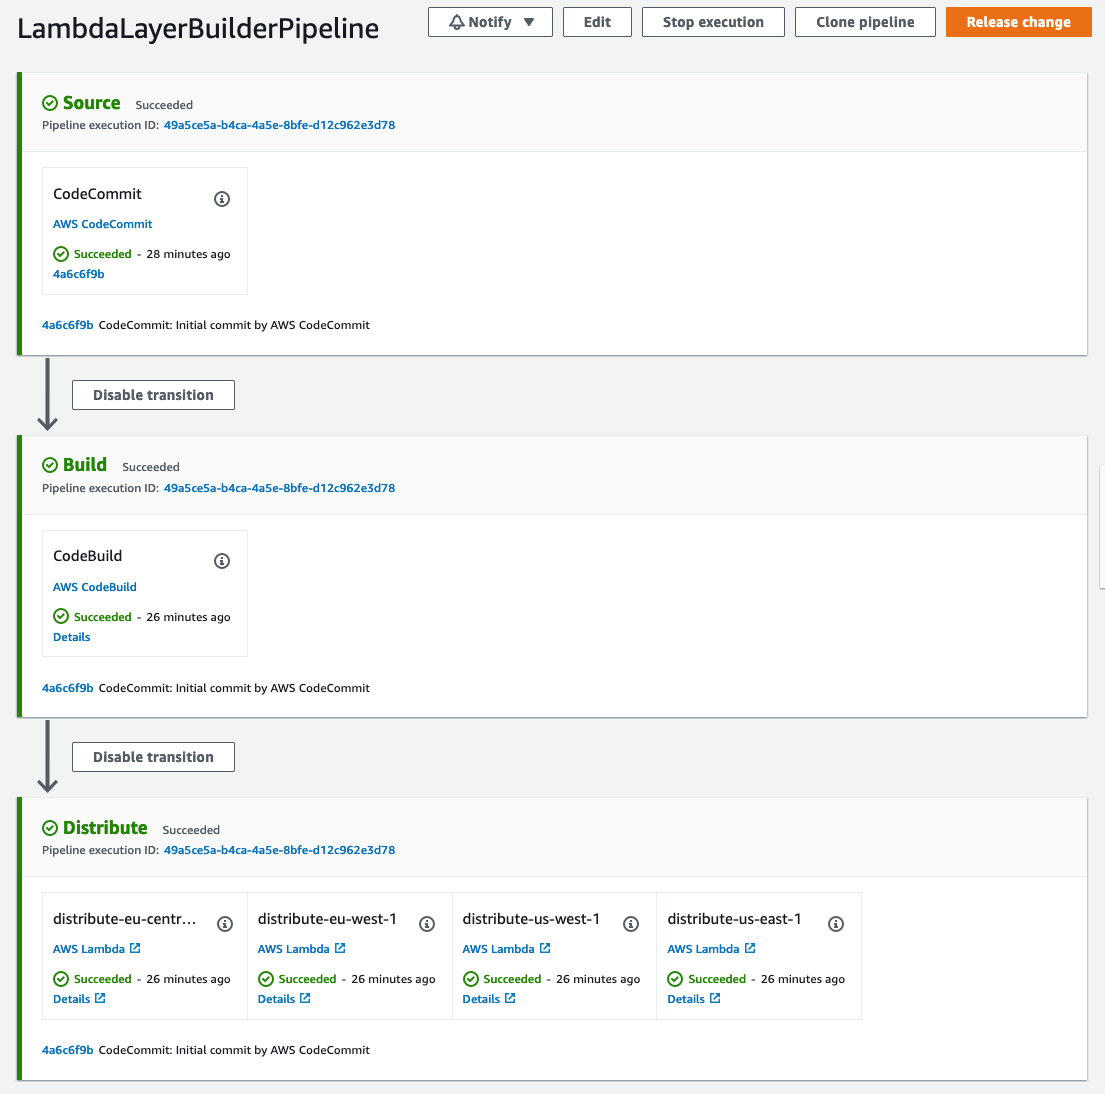 LambdaLayerBuilderPipeline
Notify
Edit
Stop execution
Clone pipeline
Release change
Source Succeeded
Pipeline execution ID: 49a5ce5a-b4ca-4a5e-8bfe-d12c962e3d78
CodeCommit
AWS CodeCommit
Succeeded - 28 minutes ago
4a6c6f9b
4a6c6f9b CodeCommit: Initial commit by AWS CodeCommit
Disable transition
Build Succeeded
Pipeline execution ID: 49a5ce5a-b4ca-4a5e-8bfe-d12c962e3d78
CodeBuild
AWS CodeBuild
Succeeded - 26 minutes ago
Details
4a6c6f9b CodeCommit: Initial commit by AWS CodeCommit
Disable transition
Distribute Succeeded
Pipeline execution ID: 49a5ce5a-b4ca-4a5e-8bfe-d12c962e3d78
distribute-eu-centr...
AWS Lambda
Succeeded - 26 minutes ago
Details
distribute-eu-west-1
AWS Lambda
Succeeded - 26 minutes ago
Details
distribute-us-west-1
AWS Lambda
Succeeded - 26 minutes ago
Details
distribute-us-east-1
AWS Lambda
Succeeded - 26 minutes ago
Details
4a6c6f9b CodeCommit: Initial commit by AWS CodeCommit